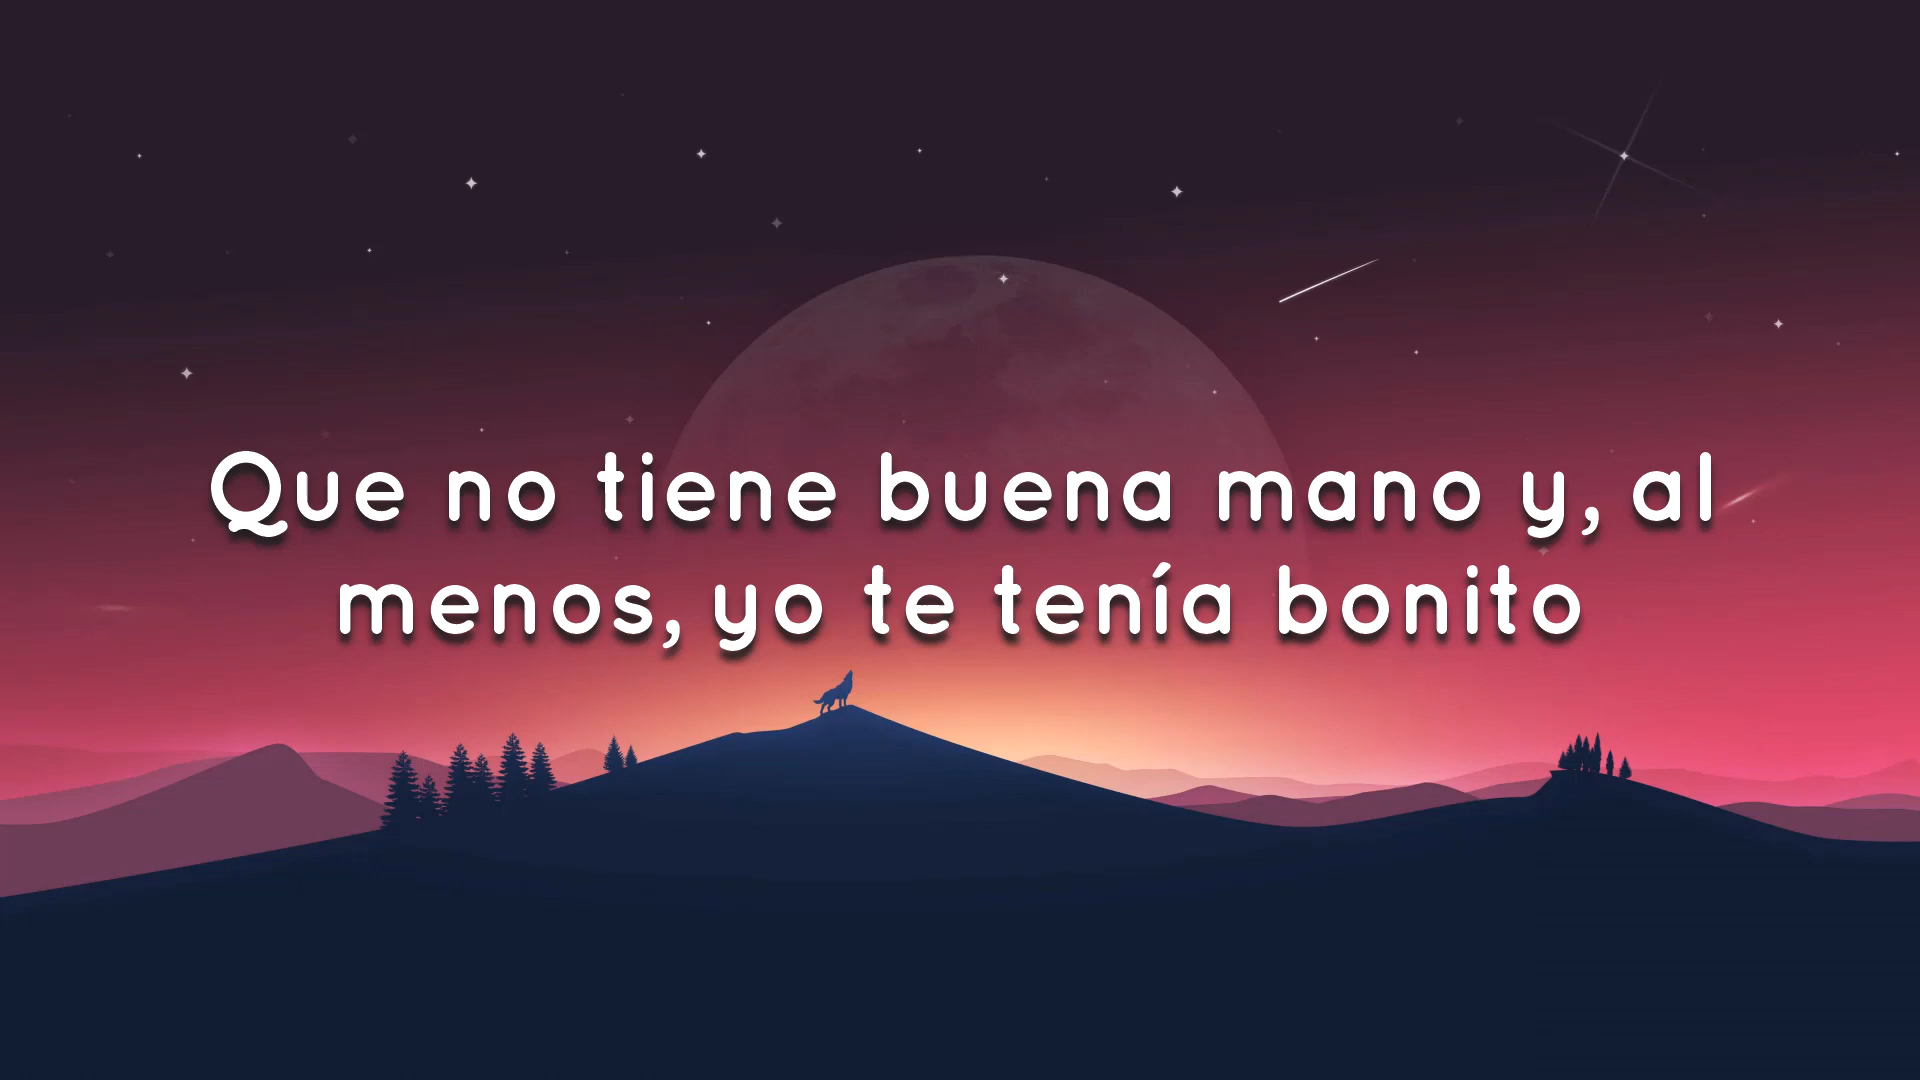 Que no tiene buena mano y, al
menos, yo te tenía bonito